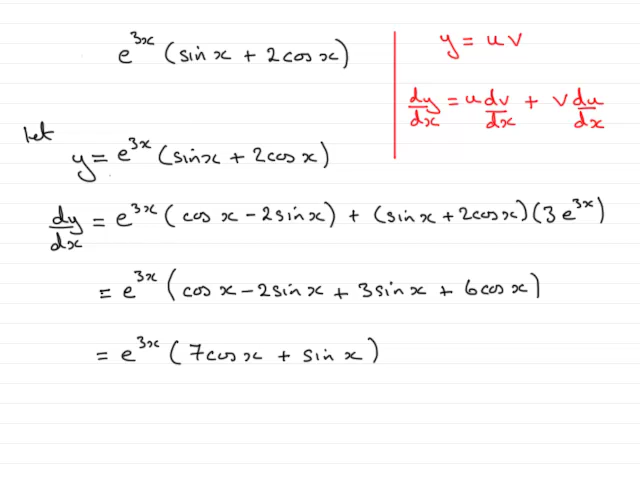 e^{3x} (sin x + 2cos x)
y = uv
dy/dx = u dv/dx + v du/dx
Let
y = e^{3x} (sin x + 2cos x)
dy/dx = e^{3x} (cos x − 2sin x) + (sin x + 2cos x)(3e^{3x})
= e^{3x} (cos x − 2sin x + 3sin x + 6cos x)
= e^{3x} (7cos x + sin x)